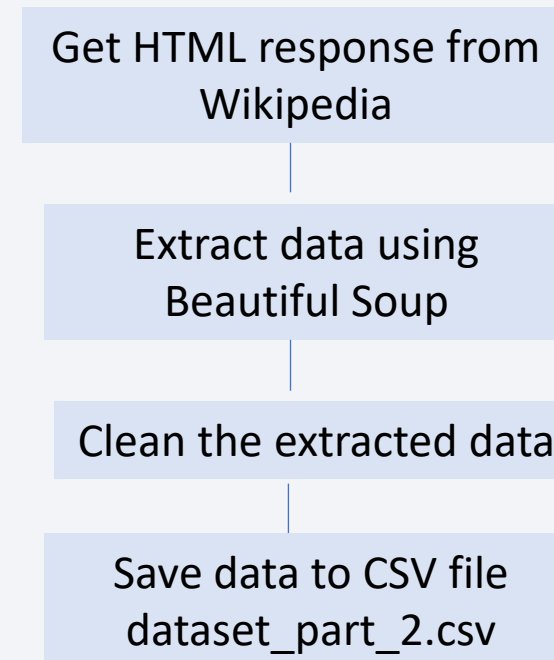 Get HTML response from
Wikipedia
Extract data using
Beautiful Soup
Clean the extracted data
Save data to CSV file
dataset_part_2.csv